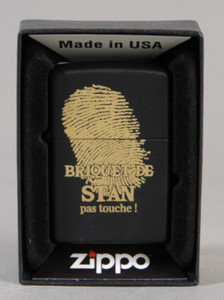 Made in USA
BRIQUET DE
STAN
pas touche !
zippo